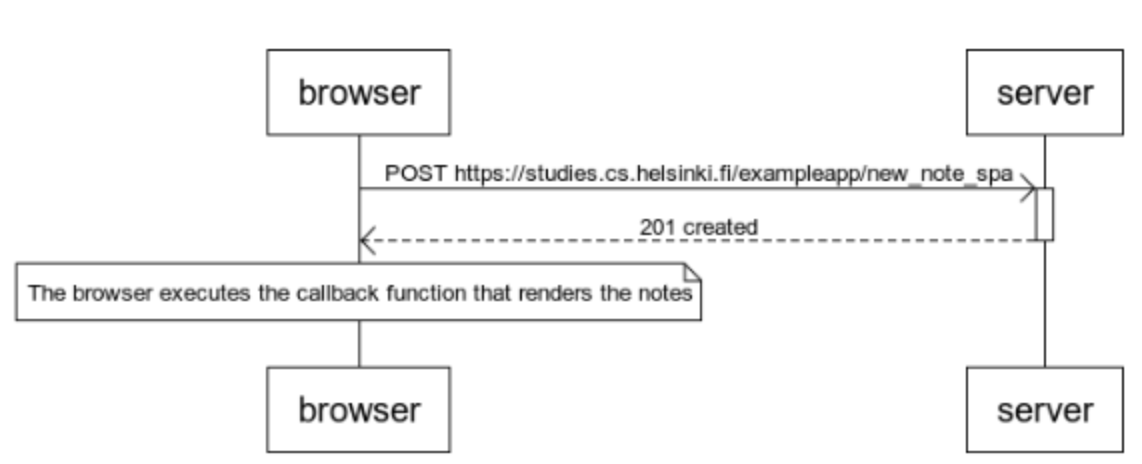 browser
server
POST https://studies.cs.helsinki.fi/exampleapp/new_note_spa
201 created
The browser executes the callback function that renders the notes
browser
server